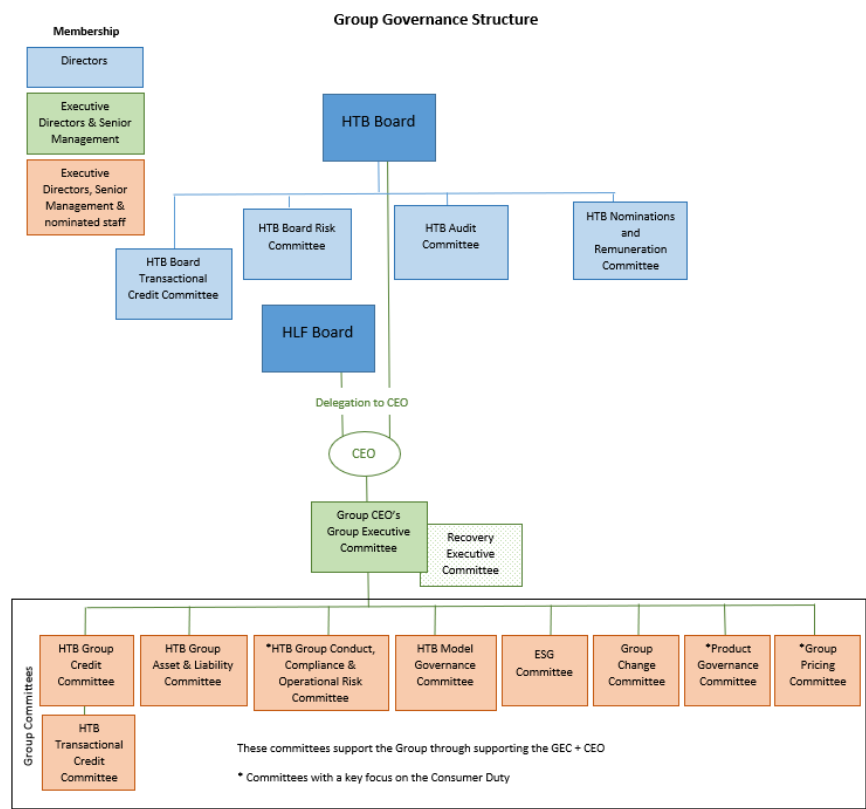 Group Governance Structure
Membership
Directors
Executive
Directors & Senior
Management
Executive
Directors, Senior
Management &
nominated staff
HTB Board
HTB Board
Transactional
Credit Committee
HTB Board Risk
Committee
HTB Audit
Committee
HTB Nominations
and
Remuneration
Committee
HLF Board
Delegation to CEO
CEO
Group CEO's
Group Executive
Committee
Recovery
Executive
Committee
Group Committees
HTB Group
Credit
Committee
HTB Group
Asset & Liability
Committee
*HTB Group Conduct,
Compliance &
Operational Risk
Committee
HTB Model
Governance
Committee
ESG
Committee
Group
Change
Committee
*Product
Governance
Committee
*Group
Pricing
Committee
HTB
Transactional
Credit
Committee
These committees support the Group through supporting the GEC + CEO
* Committees with a key focus on the Consumer Duty